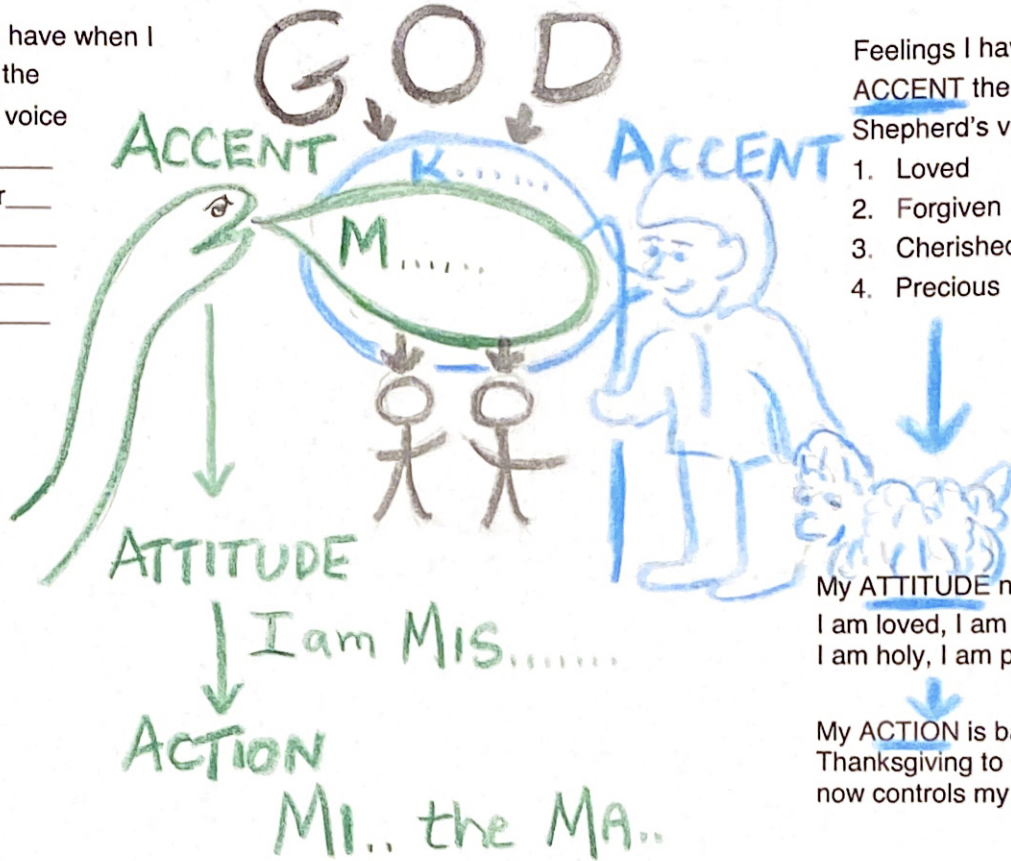 have when I
the
voice
r
GOD
ACCENT
K.......
M......
ATTITUDE
I am MIS........
ACTION
MI.. the MA..
ACCENT
Feelings I ha
ACCENT the
Shepherd's v
1. Loved
2. Forgiven
3. Cherished
4. Precious
My ATTITUDE n
I am loved, I am
I am holy, I am p
My ACTION is ba
Thanksgiving to
now controls my